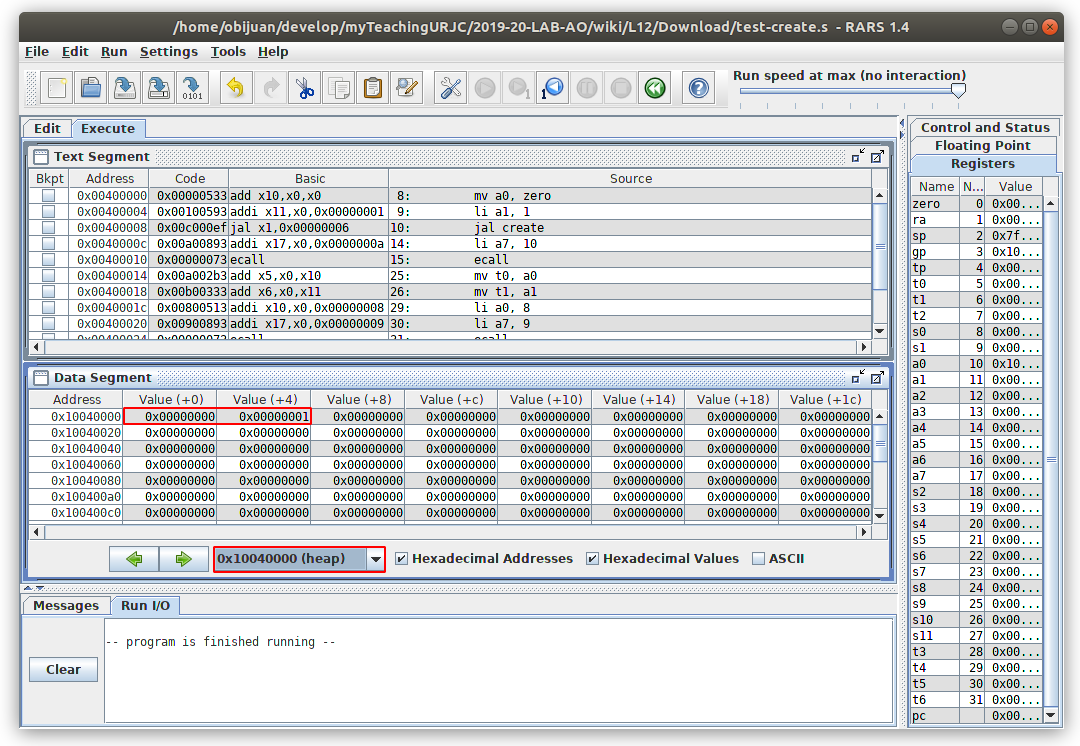 /home/obijuan/develop/myTeachingURJC/2019-20-LAB-AO/wiki/L12/Download/test-create.s - RARS 1.4
File Edit Run Settings Tools Help
0101 1 1 ?
Run speed at max (no interaction)
Edit Execute
Text Segment
Bkpt Address Code Basic Source
0x00400000 0x00000533 add x10,x0,x0 8: mv a0, zero
0x00400004 0x00100593 addi x11,x0,0x00000001 9: li a1, 1
0x00400008 0x00c000ef jal x1,0x00000006 10: jal create
0x0040000c 0x00a00893 addi x17,x0,0x0000000a 14: li a7, 10
0x00400010 0x00000073 ecall 15: ecall
0x00400014 0x00a002b3 add x5,x0,x10 25: mv t0, a0
0x00400018 0x00b00333 add x6,x0,x11 26: mv t1, a1
0x0040001c 0x00800513 addi x10,x0,0x00000008 29: li a0, 8
0x00400020 0x00900893 addi x17,x0,0x00000009 30: li a7, 9
Data Segment
Address Value (+0) Value (+4) Value (+8) Value (+c) Value (+10) Value (+14) Value (+18) Value (+1c)
0x10040000 0x00000000 0x00000001 0x00000000 0x00000000 0x00000000 0x00000000 0x00000000 0x00000000
0x10040020 0x00000000 0x00000000 0x00000000 0x00000000 0x00000000 0x00000000 0x00000000 0x00000000
0x10040040 0x00000000 0x00000000 0x00000000 0x00000000 0x00000000 0x00000000 0x00000000 0x00000000
0x10040060 0x00000000 0x00000000 0x00000000 0x00000000 0x00000000 0x00000000 0x00000000 0x00000000
0x10040080 0x00000000 0x00000000 0x00000000 0x00000000 0x00000000 0x00000000 0x00000000 0x00000000
0x100400a0 0x00000000 0x00000000 0x00000000 0x00000000 0x00000000 0x00000000 0x00000000 0x00000000
0x100400c0 0x00000000 0x00000000 0x00000000 0x00000000 0x00000000 0x00000000 0x00000000 0x00000000
0x10040000 (heap) Hexadecimal Addresses Hexadecimal Values ASCII
Messages Run I/O
Clear
-- program is finished running --
Control and Status
Floating Point
Registers
Name N... Value
zero 0 0x00...
ra 1 0x00...
sp 2 0x7f...
gp 3 0x10...
tp 4 0x00...
t0 5 0x00...
t1 6 0x00...
t2 7 0x00...
s0 8 0x00...
s1 9 0x00...
a0 10 0x10...
a1 11 0x00...
a2 12 0x00...
a3 13 0x00...
a4 14 0x00...
a5 15 0x00...
a6 16 0x00...
a7 17 0x00...
s2 18 0x00...
s3 19 0x00...
s4 20 0x00...
s5 21 0x00...
s6 22 0x00...
s7 23 0x00...
s8 24 0x00...
s9 25 0x00...
s10 26 0x00...
s11 27 0x00...
t3 28 0x00...
t4 29 0x00...
t5 30 0x00...
t6 31 0x00...
pc 0x00...